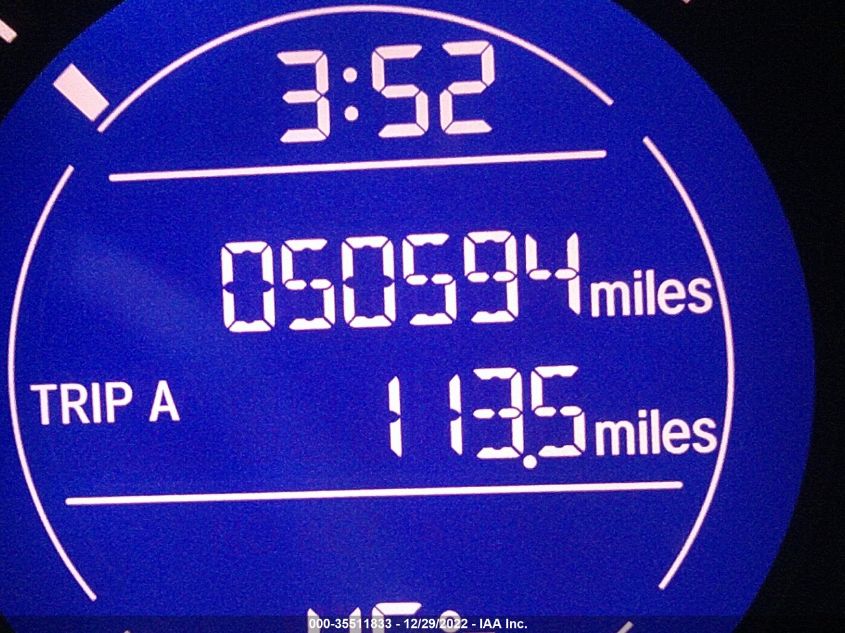 3:52
050594 miles
TRIP A 113.5 miles
000-35511833 - 12/29/2022 - IAA Inc.